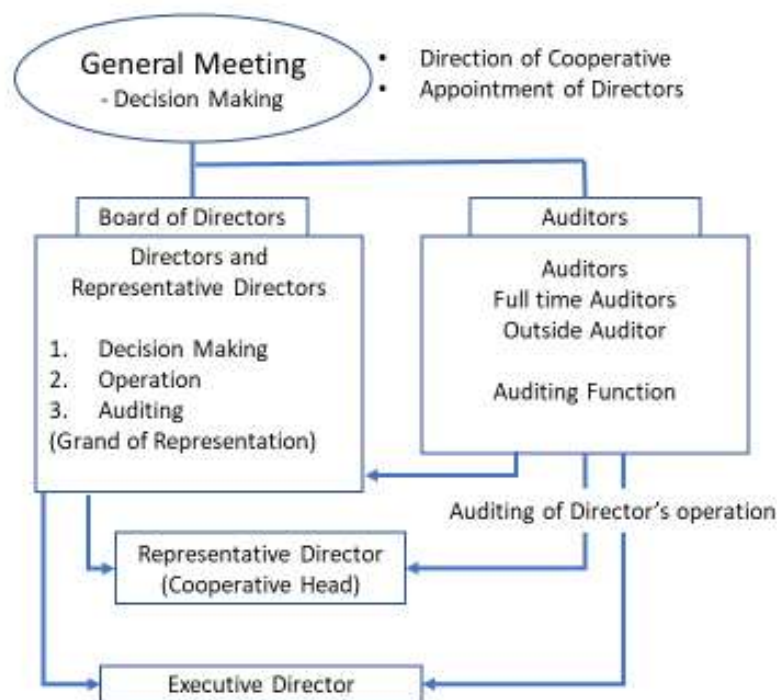 General Meeting
- Decision Making
• Direction of Cooperative
• Appointment of Directors
Board of Directors
Directors and
Representative Directors
1. Decision Making
2. Operation
3. Auditing
(Grand of Representation)
Auditors
Auditors
Full time Auditors
Outside Auditor
Auditing Function
Auditing of Director's operation
Representative Director
(Cooperative Head)
Executive Director